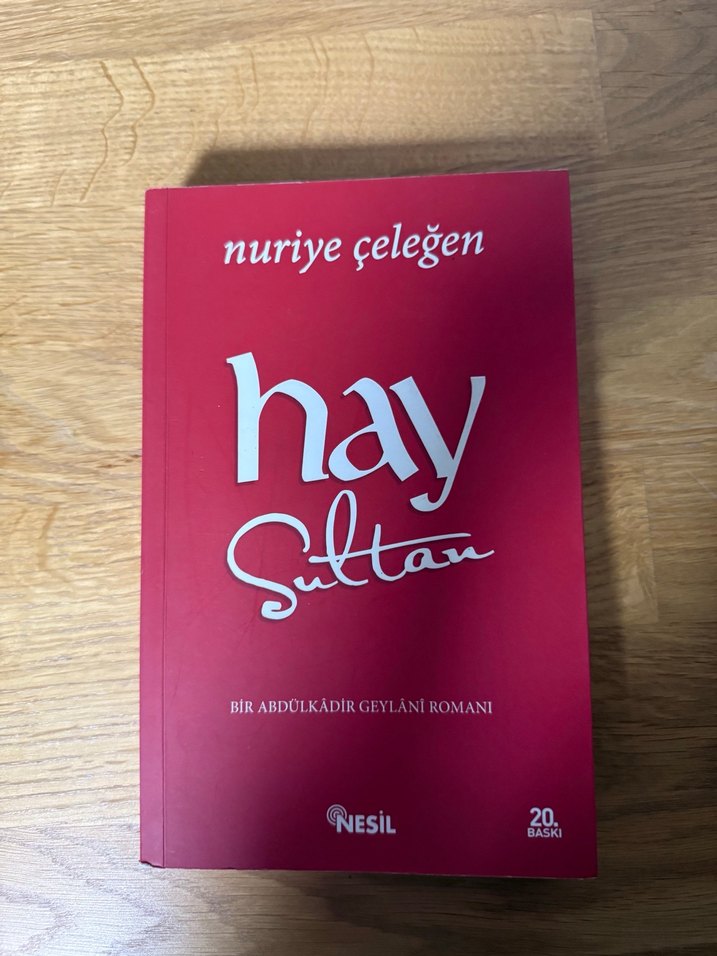 nuriye çeleğen
hay
Sultan
BİR ABDÜLKÂDİR GEYLÂNÎ ROMANI
NESİL
20.
BASKI